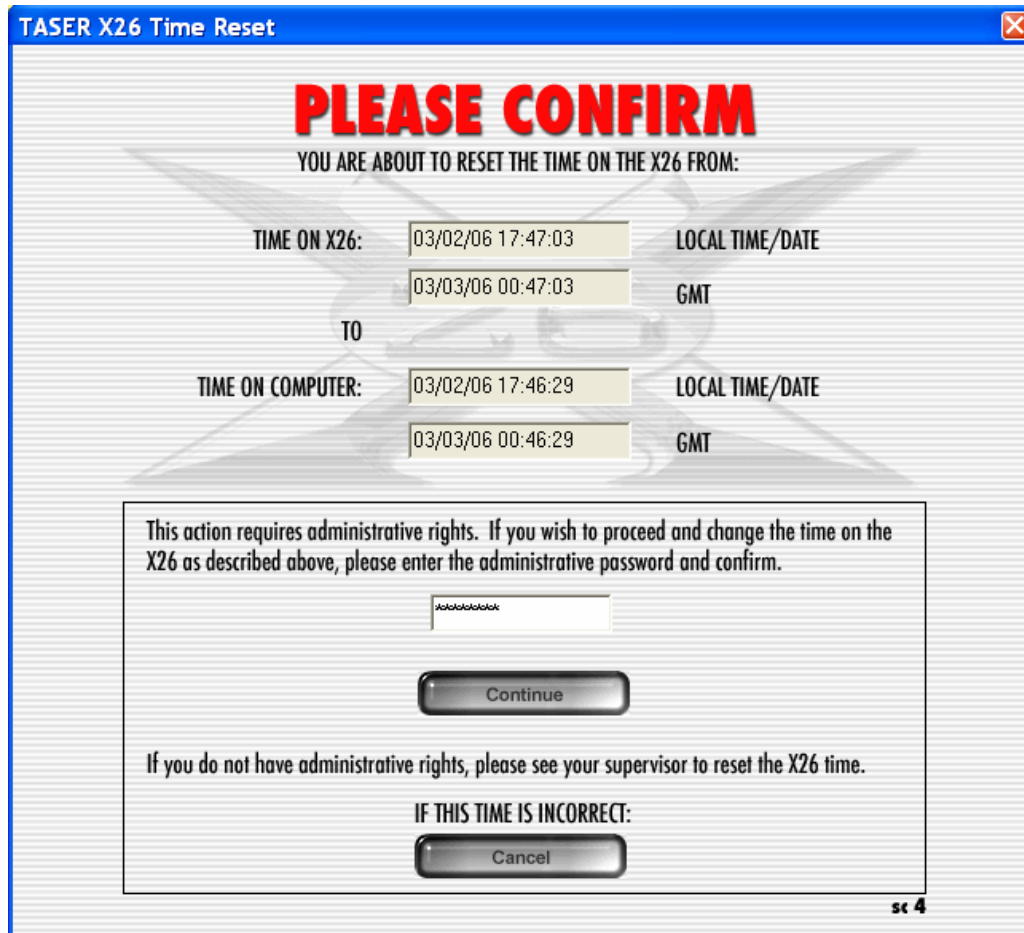 TASER X26 Time Reset
PLEASE CONFIRM
YOU ARE ABOUT TO RESET THE TIME ON THE X26 FROM:
TIME ON X26: 03/02/06 17:47:03 LOCAL TIME/DATE
03/03/06 00:47:03 GMT
TO
TIME ON COMPUTER: 03/02/06 17:46:29 LOCAL TIME/DATE
03/03/06 00:46:29 GMT
This action requires administrative rights. If you wish to proceed and change the time on the
X26 as described above, please enter the administrative password and confirm.
*********
Continue
If you do not have administrative rights, please see your supervisor to reset the X26 time.
IF THIS TIME IS INCORRECT:
Cancel
sc 4